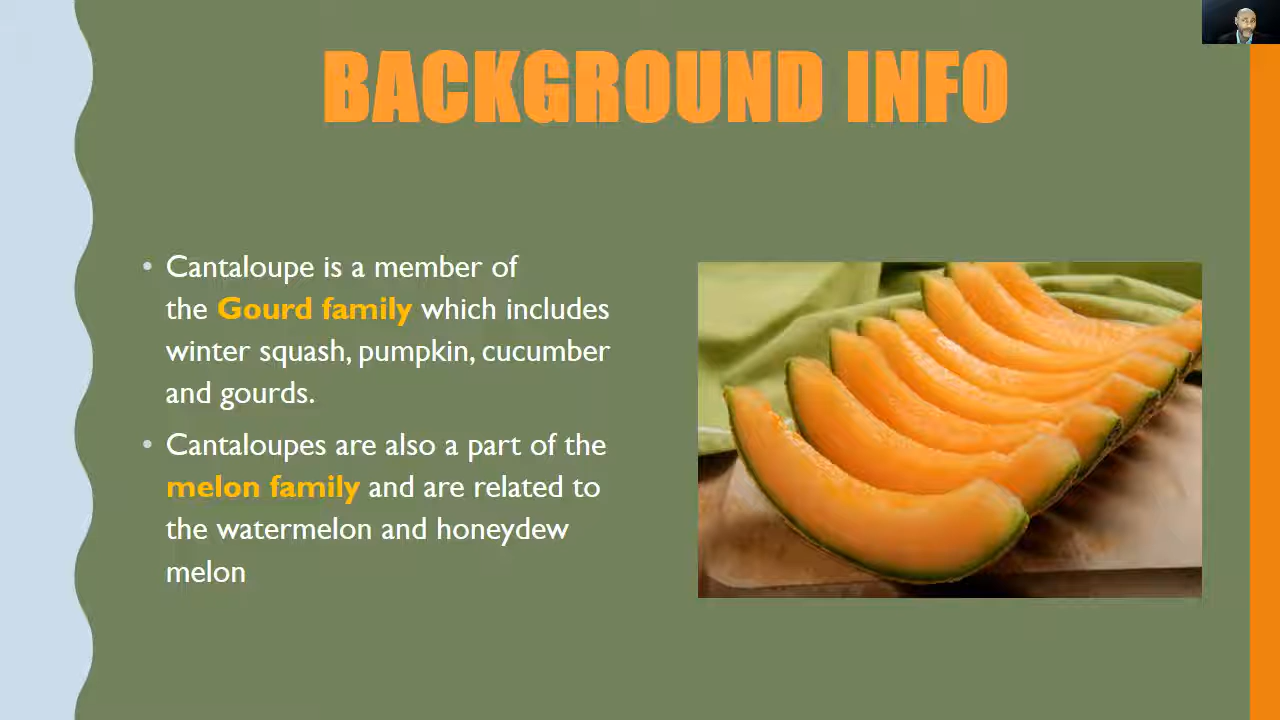 BACKGROUND INFO
• Cantaloupe is a member of
the Gourd family which includes
winter squash, pumpkin, cucumber
and gourds.
• Cantaloupes are also a part of the
melon family and are related to
the watermelon and honeydew
melon